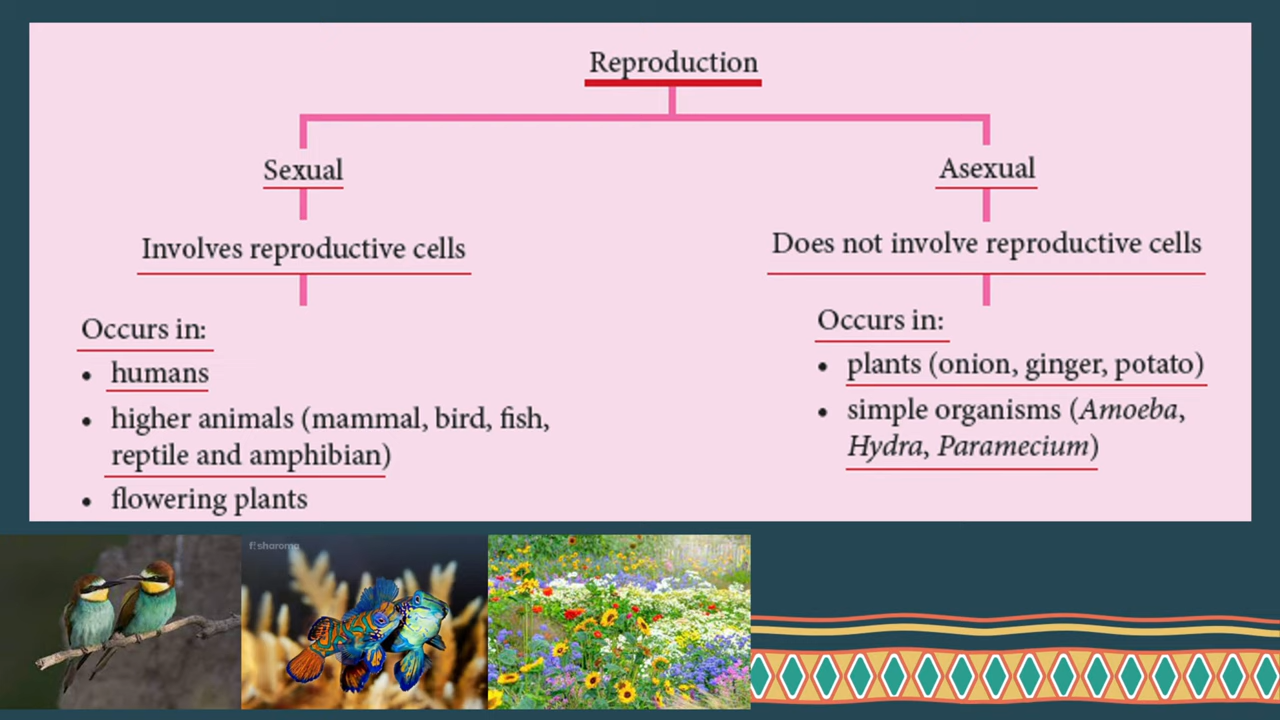 Reproduction
Sexual
Asexual
Involves reproductive cells
Does not involve reproductive cells
Occurs in:
• humans
• higher animals (mammal, bird, fish,
reptile and amphibian)
• flowering plants
Occurs in:
• plants (onion, ginger, potato)
• simple organisms (Amoeba,
Hydra, Paramecium)